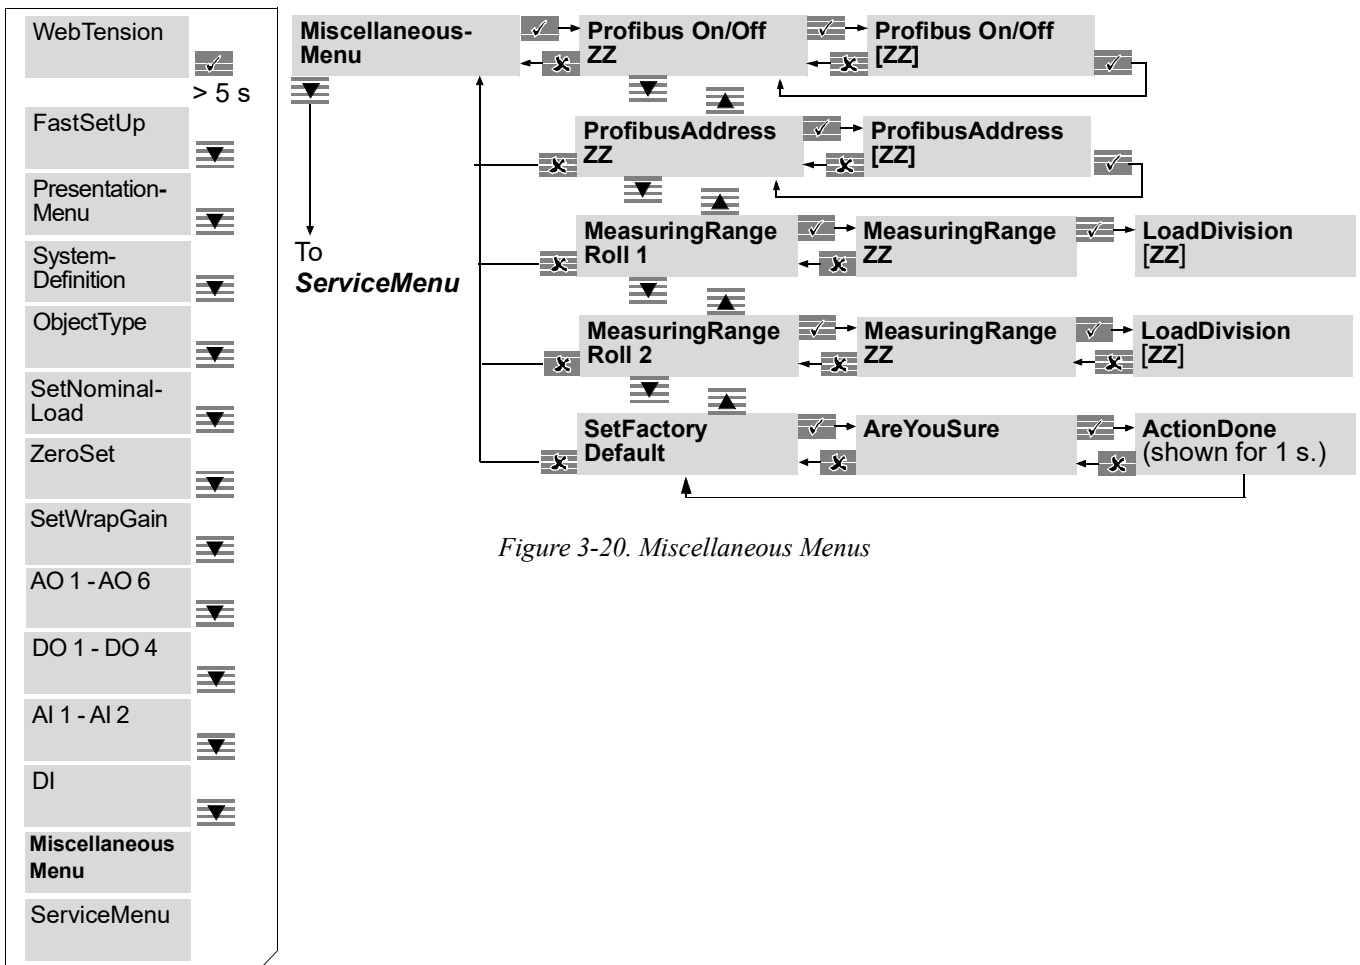 WebTension
> 5 s
FastSetUp
Presentation-
Menu
System-
Definition
ObjectType
SetNominal-
Load
ZeroSet
SetWrapGain
AO 1 - AO 6
DO 1 - DO 4
AI 1 - AI 2
DI
Miscellaneous
Menu
ServiceMenu
Miscellaneous-
Menu
To
ServiceMenu
Profibus On/Off
ZZ
Profibus On/Off
[ZZ]
ProfibusAddress
ZZ
ProfibusAddress
[ZZ]
MeasuringRange
Roll 1
MeasuringRange
ZZ
LoadDivision
[ZZ]
MeasuringRange
Roll 2
MeasuringRange
ZZ
LoadDivision
[ZZ]
SetFactory
Default
AreYouSure
ActionDone
(shown for 1 s.)
Figure 3-20. Miscellaneous Menus